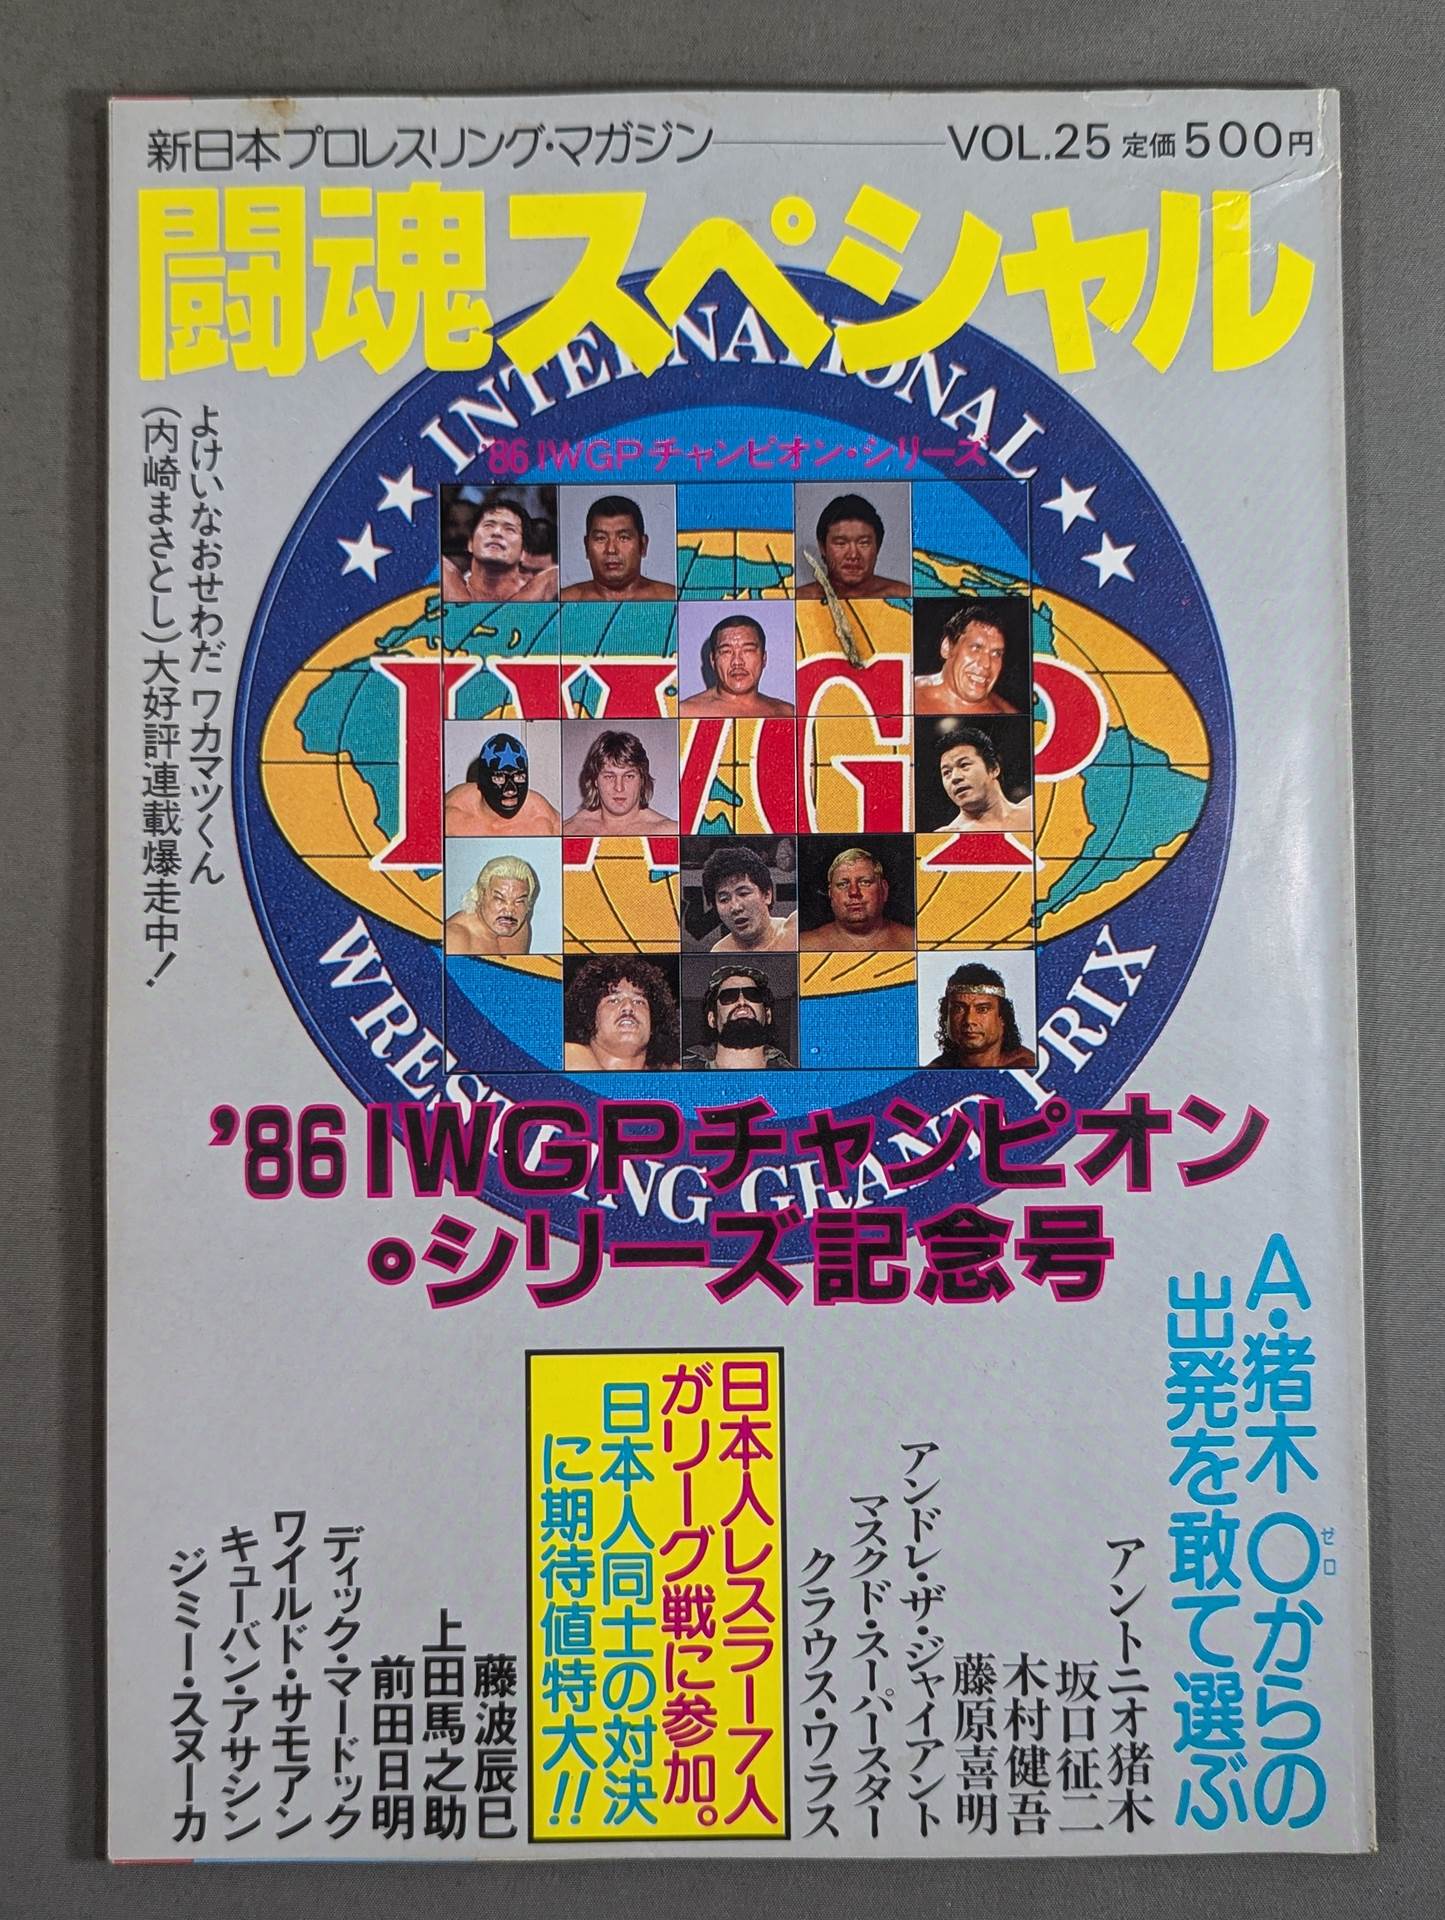 新日本プロレスリング・マガジン VOL.25 定価500円
闘魂スペシャル
INTERNATIONAL
'86 IWGPチャンピオン・シリーズ
IWGP
WRESTLING GRAND PRIX
よけいなおせわだ ワカマツくん
(内崎まさとし)大好評連載爆走中!
'86 IWGPチャンピオン
・シリーズ記念号
A・猪木 〇からの
ゼロ
出発を敢て選ぶ
アントニオ猪木
坂口征二
木村健吾
藤原喜明
アンドレ・ザ・ジャイアント
マスクド・スーパースター
クラウス・ワラス
日本人レスラー7人
がリーグ戦に参加。
日本人同士の対決
に期待値特大!!
藤波辰巳
上田馬之助
前田日明
ディック・マードック
ワイルド・サモアン
キューバン・アサシン
ジミー・スヌーカ